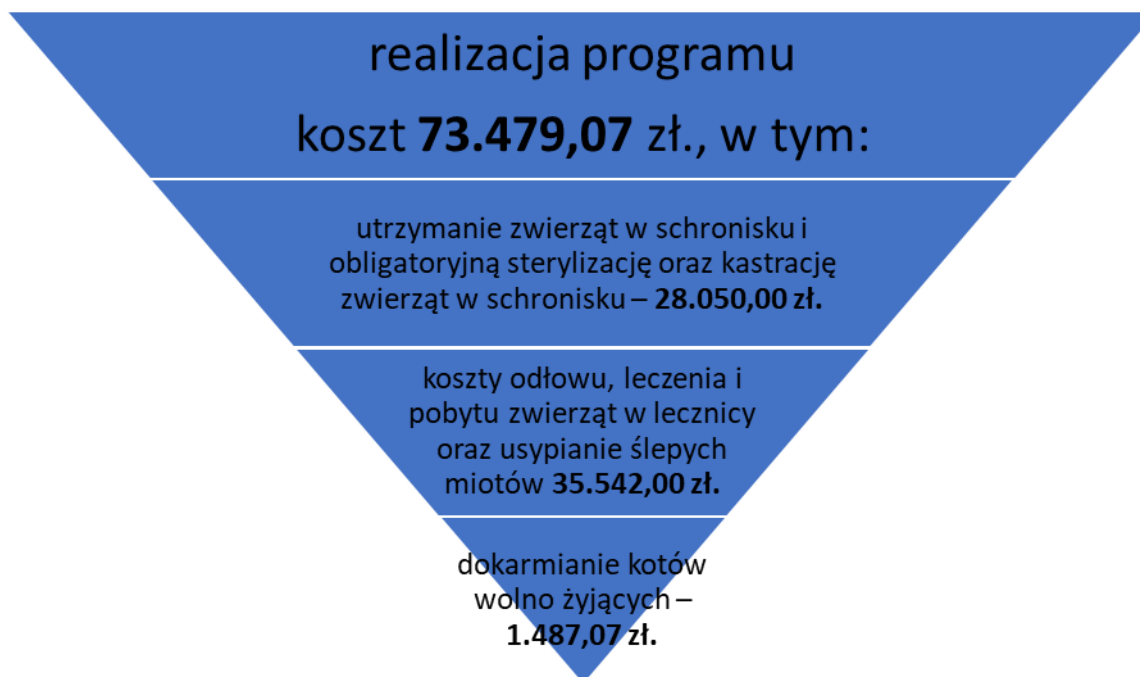 realizacja programu
koszt 73.479,07 zł., w tym:
utrzymanie zwierząt w schronisku i
obligatoryjną sterylizację oraz kastrację
zwierząt w schronisku – 28.050,00 zł.
koszty odłowu, leczenia i
pobytu zwierząt w lecznicy
oraz usypianie ślepych
miotów 35.542,00 zł.
dokarmianie kotów
wolno żyjących –
1.487,07 zł.